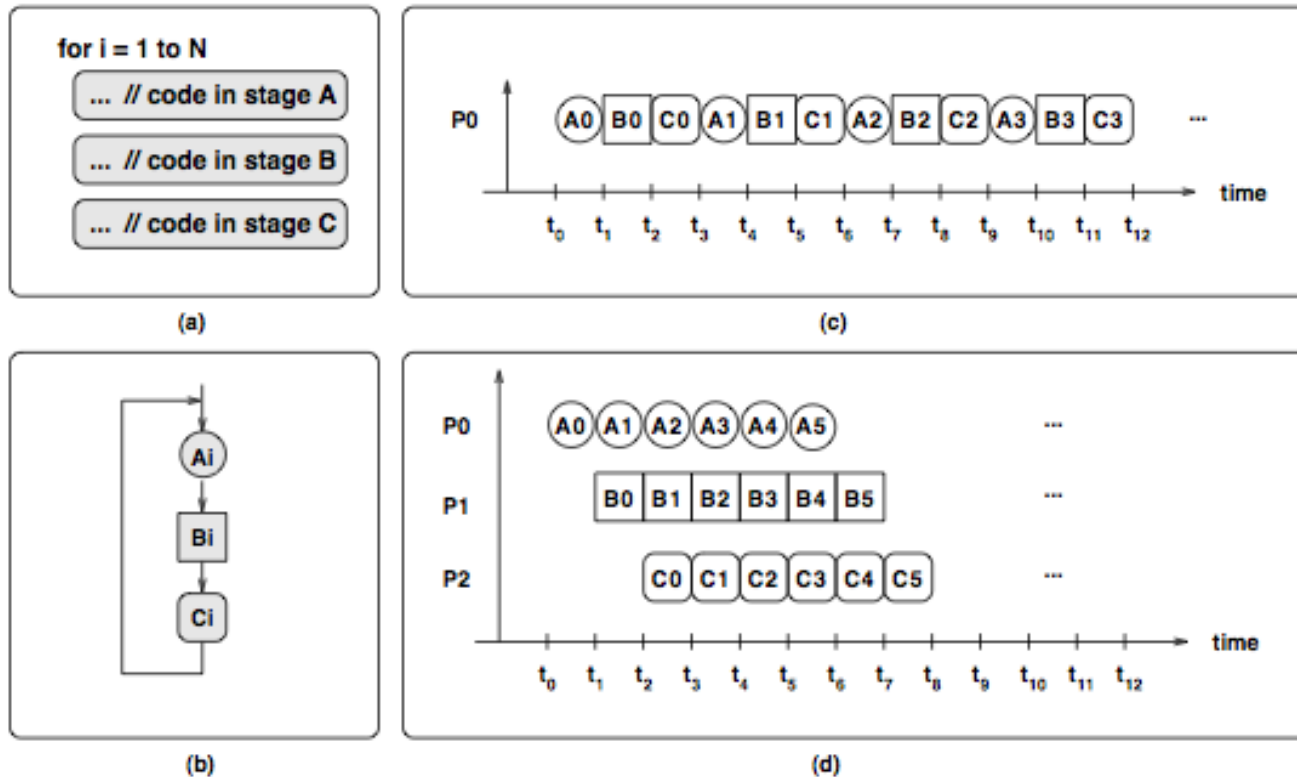 for i = 1 to N
... // code in stage A
... // code in stage B
... // code in stage C
(a)
P0 A0 B0 C0 A1 B1 C1 A2 B2 C2 A3 B3 C3 ...
time
t0 t1 t2 t3 t4 t5 t6 t7 t8 t9 t10 t11 t12
(c)
Ai
Bi
Ci
(b)
P0 A0 A1 A2 A3 A4 A5 ...
P1 B0 B1 B2 B3 B4 B5 ...
P2 C0 C1 C2 C3 C4 C5 ...
time
t0 t1 t2 t3 t4 t5 t6 t7 t8 t9 t10 t11 t12
(d)